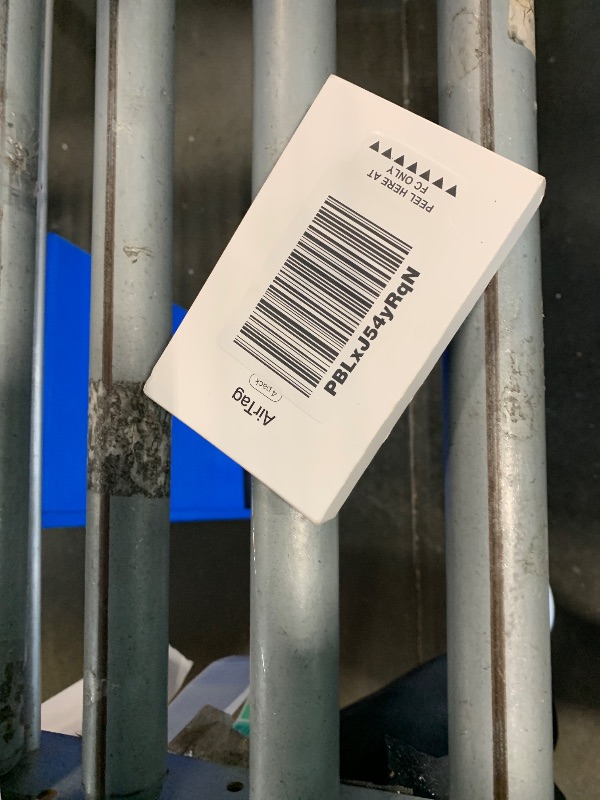 AirTag
4 pack
PBLxJ54yRqN
PEEL HERE AT
FC ONLY